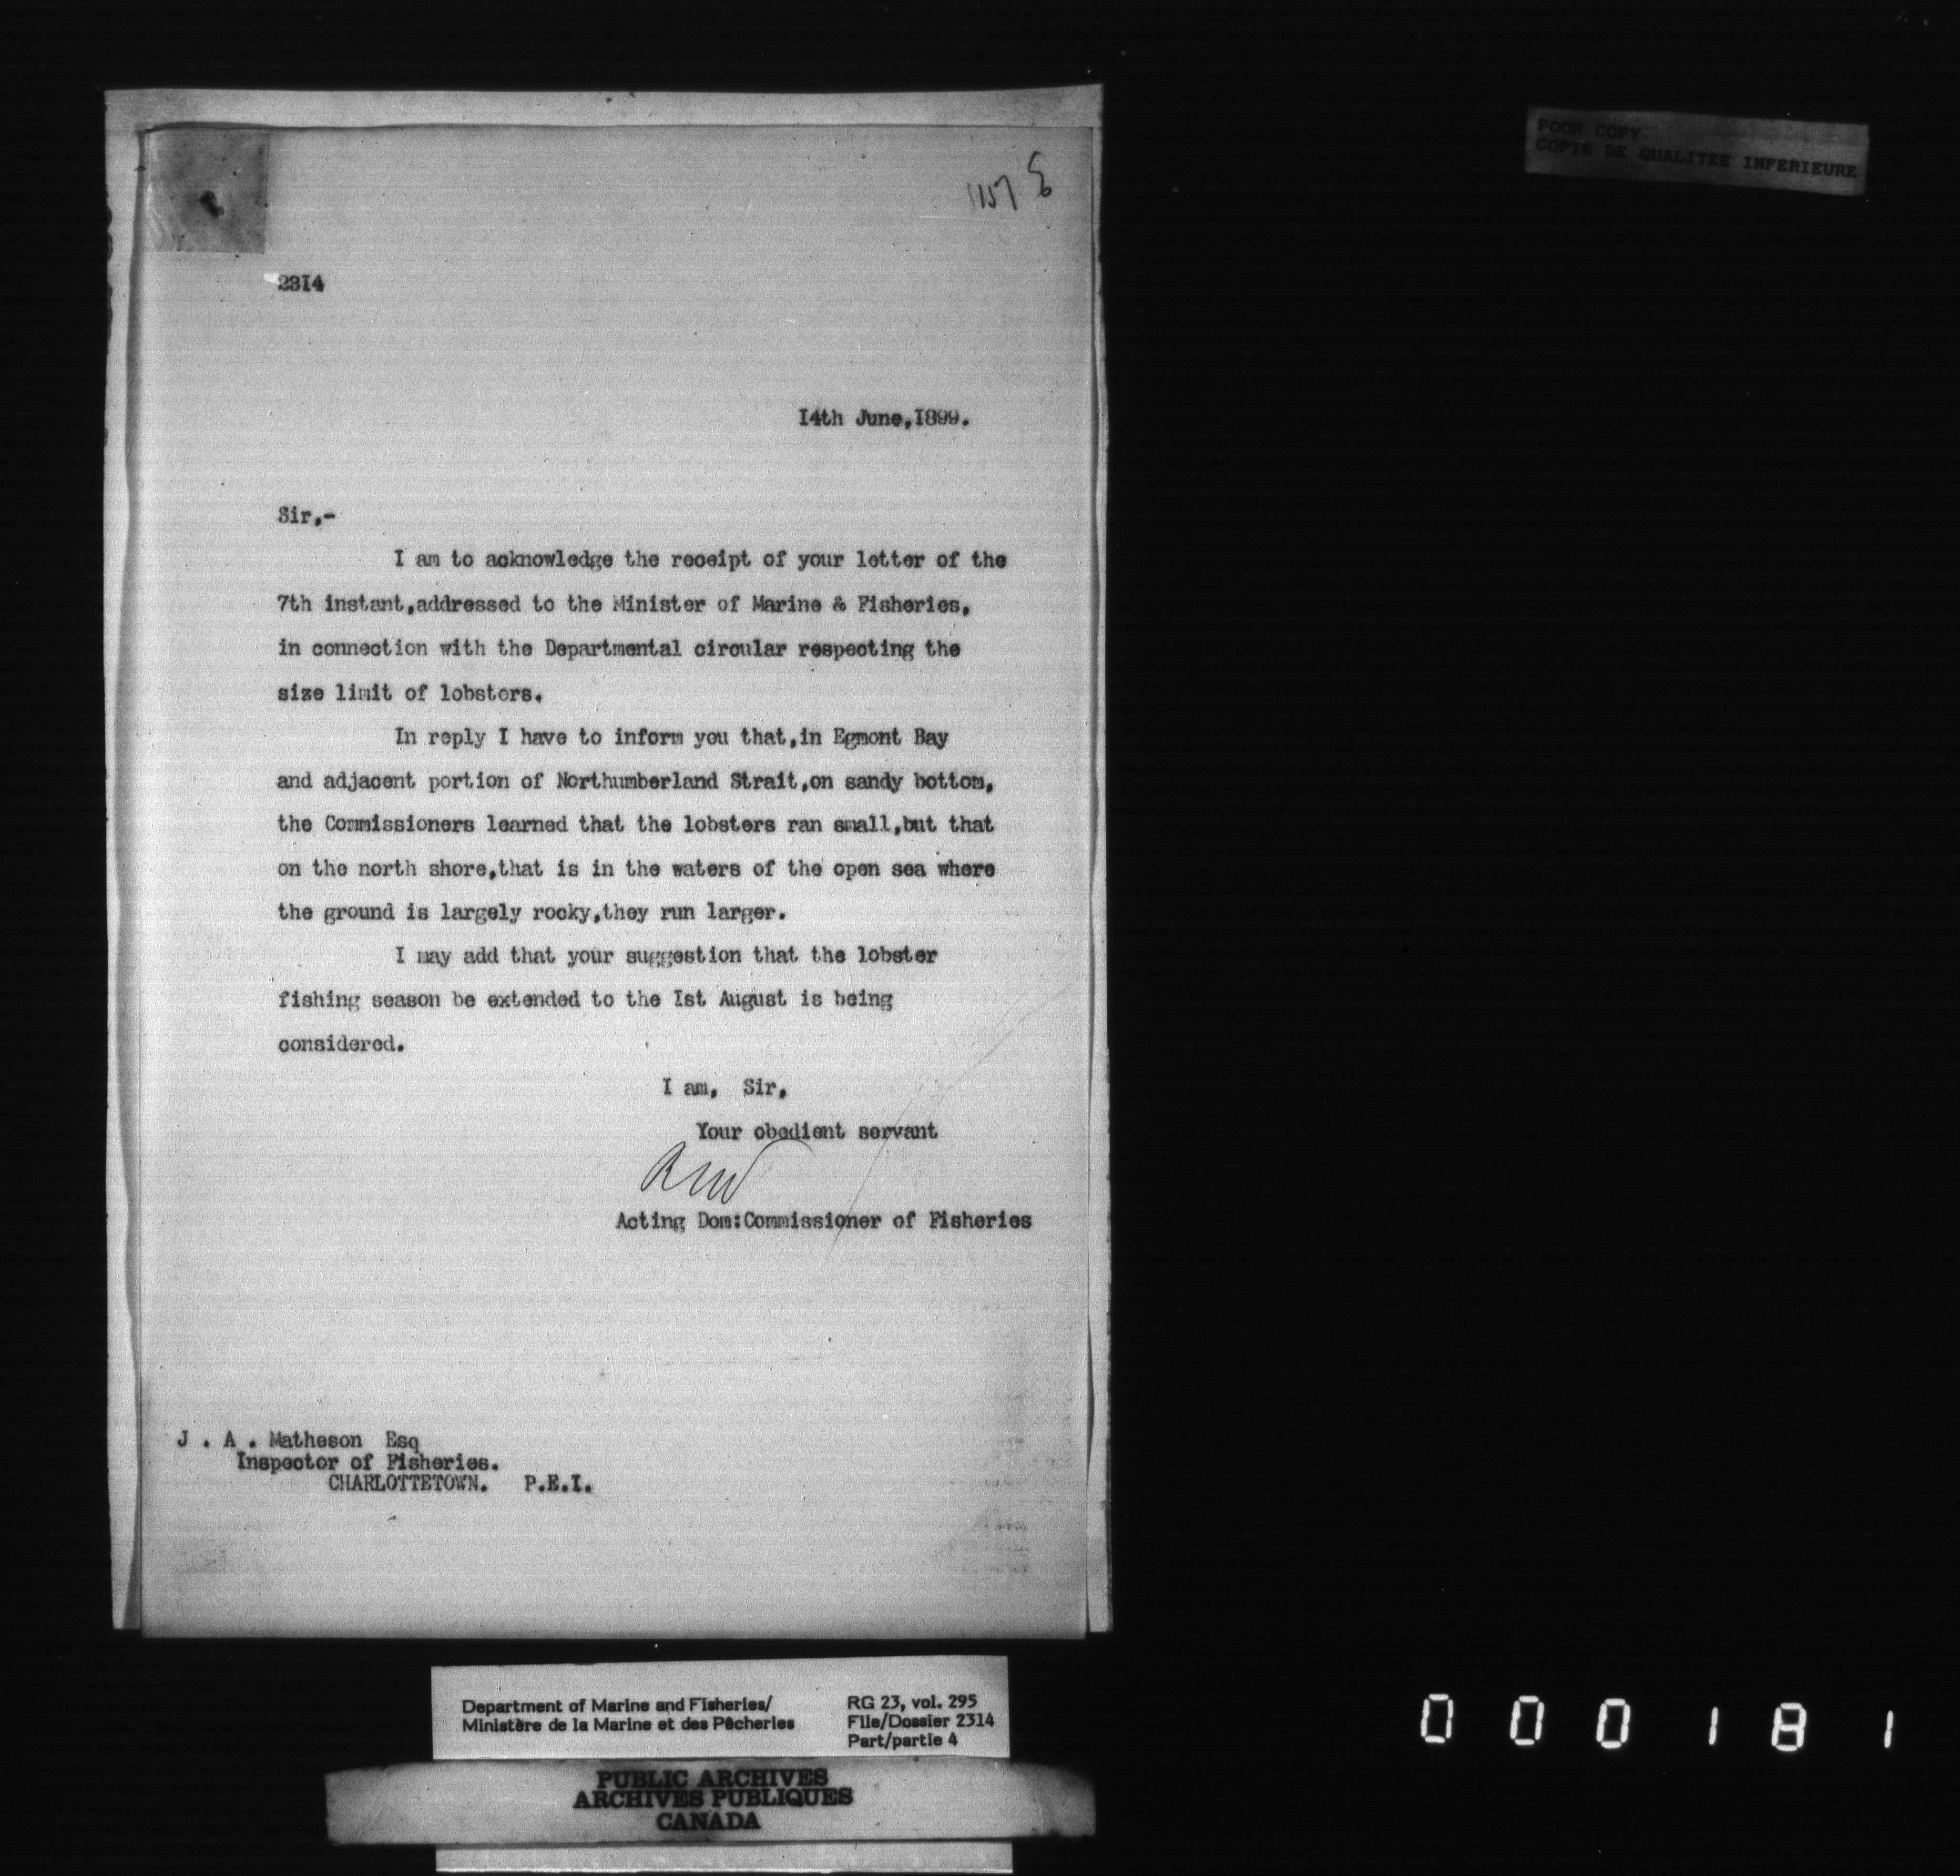 POOR COPY
COPIE DE QUALITEE INFERIEURE
1157
2314
14th June,1899.
Sir,-
I am to acknowledge the receipt of your letter of the
7th instant,addressed to the Minister of Marine & Fisheries,
in connection with the Departmental circular respecting the
size limit of lobsters.
In reply I have to inform you that,in Egmont Bay
and adjacent portion of Northumberland Strait,on sandy bottom,
the Commissioners learned that the lobsters ran small,but that
on the north shore,that is in the waters of the open sea where
the ground is largely rocky,they run larger.
I may add that your suggestion that the lobster
fishing season be extended to the 1st August is being
considered.
I am, Sir,
Your obedient servant
Acting Dom:Commissioner of Fisheries
J . A . Matheson Esq
Inspector of Fisheries.
CHARLOTTETOWN. P.E.I.
Department of Marine and Fisheries/
Ministère de la Marine et des Pêcheries
RG 23, vol. 295
File/Dossier 2314
Part/partie 4
PUBLIC ARCHIVES
ARCHIVES PUBLIQUES
CANADA
000181